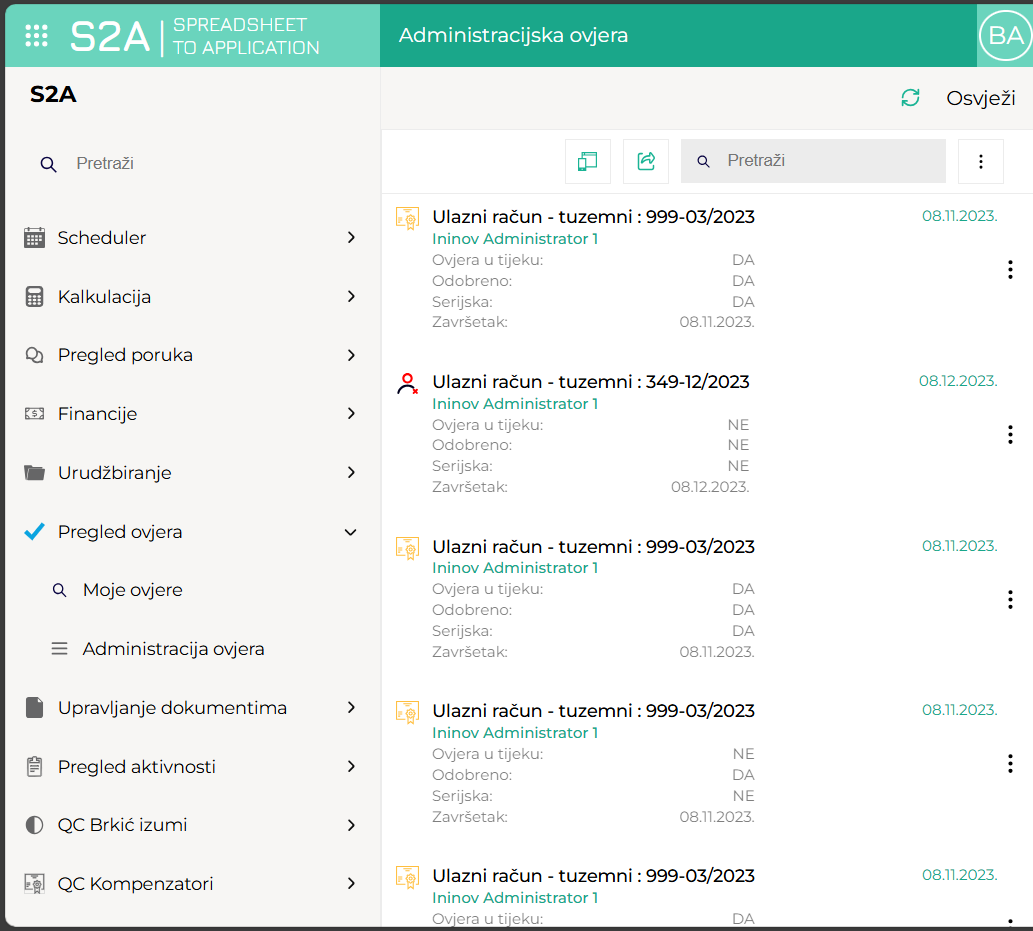 S2A
SPREADSHEET
TO APPLICATION
Administracijska ovjera
BA
S2A
Pretraži
Scheduler
Kalkulacija
Pregled poruka
Financije
Urudžbiranje
Pregled ovjera
Moje ovjere
Administracija ovjera
Upravljanje dokumentima
Pregled aktivnosti
QC Brkić izumi
QC Kompenzatori
Osvježi
Pretraži
Ulazni račun - tuzemni : 999-03/2023 08.11.2023.
Ininov Administrator 1
Ovjera u tijeku: DA
Odobreno: DA
Serijska: DA
Završetak: 08.11.2023.
Ulazni račun - tuzemni : 349-12/2023 08.12.2023.
Ininov Administrator 1
Ovjera u tijeku: NE
Odobreno: NE
Serijska: NE
Završetak: 08.12.2023.
Ulazni račun - tuzemni : 999-03/2023 08.11.2023.
Ininov Administrator 1
Ovjera u tijeku: DA
Odobreno: DA
Serijska: DA
Završetak: 08.11.2023.
Ulazni račun - tuzemni : 999-03/2023 08.11.2023.
Ininov Administrator 1
Ovjera u tijeku: NE
Odobreno: DA
Serijska: NE
Završetak: 08.11.2023.
Ulazni račun - tuzemni : 999-03/2023 08.11.2023.
Ininov Administrator 1
Ovjera u tijeku: DA